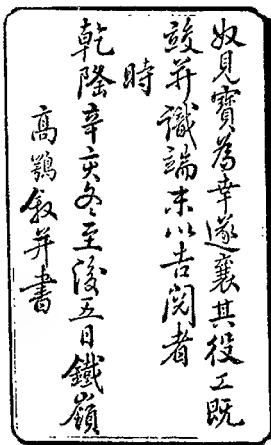 奴見寶為幸遂襄其役工既
竣并識端末以告閱者
時
乾隆辛亥冬至後五日鐵嶺
高鶚叙并書